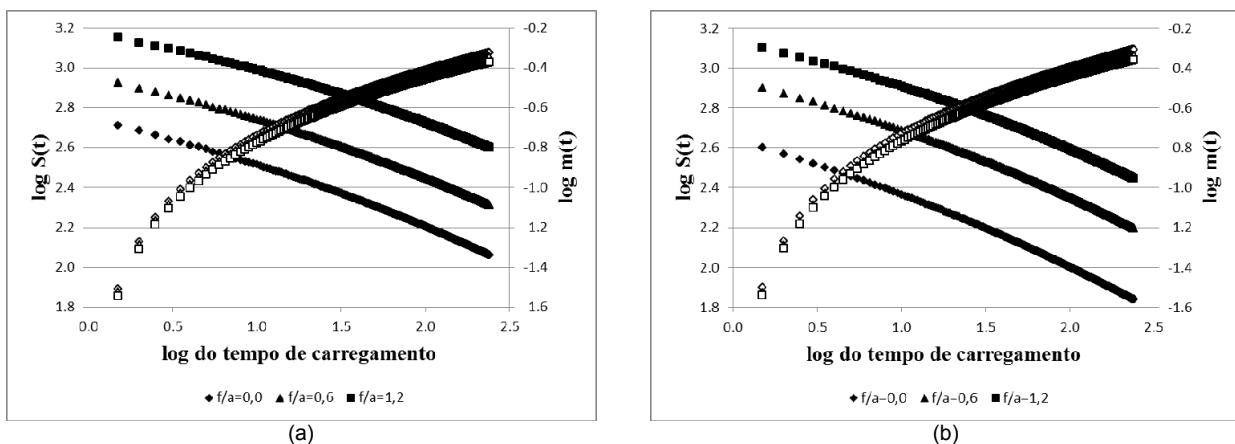 3.2
3.0
2.8
2.6
2.4
2.2
2.0
1.8
log S(t)
-0.2
-0.4
-0.6
-0.8
-1.0
-1.2
-1.4
-1.6
log m(t)
0.0 0.5 1.0 1.5 2.0 2.5
log do tempo de carregamento
f/a=0,0 f/a=0,6 f/a=1,2
(a)
3.2
3.0
2.8
2.6
2.4
2.2
2.0
1.8
log S(t)
-0.2
-0.4
-0.6
0.8
-1.0
1.2
-1.4
1.6
log m(t)
0.0 0.5 1.0 1.5 2.0 2.5
log do tempo de carregamento
f/a=0,0 f/a=0,6 f/a=1,2
(b)